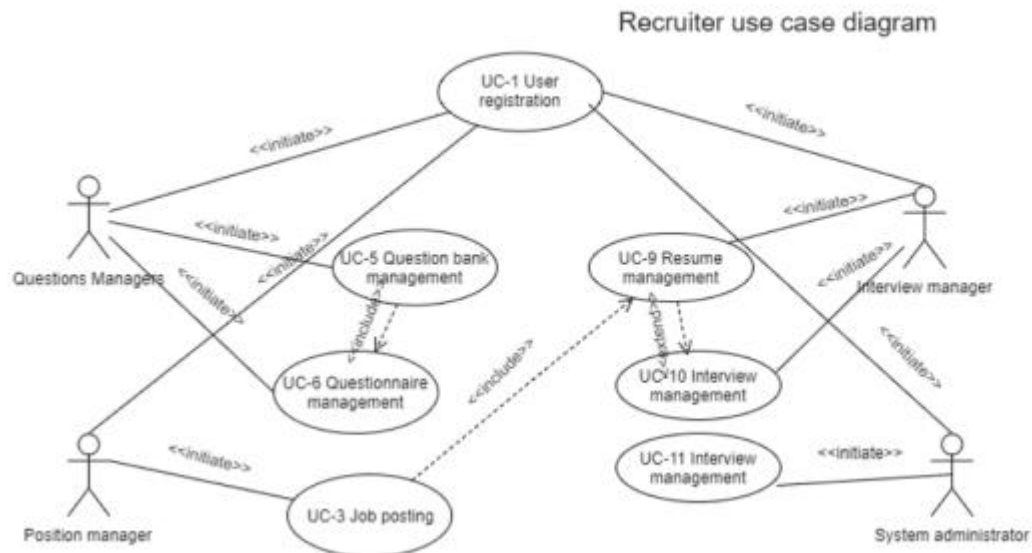 Recruiter use case diagram
UC-1 User
registration
<<initiate>>
<<initiate>>
<<initiate>>
<<initiate>>
<<initiate>>
Questions Managers
UC-5 Question bank
management
UC-9 Resume
management
Interview manager
<<initiate>>
<<initiate>>
<<include>>
<<extend>>
<<include>>
<<initiate>>
UC-6 Questionnaire
management
UC-10 Interview
management
<<initiate>>
<<initiate>>
UC-11 Interview
management
UC-3 Job posting
Position manager
System administrator